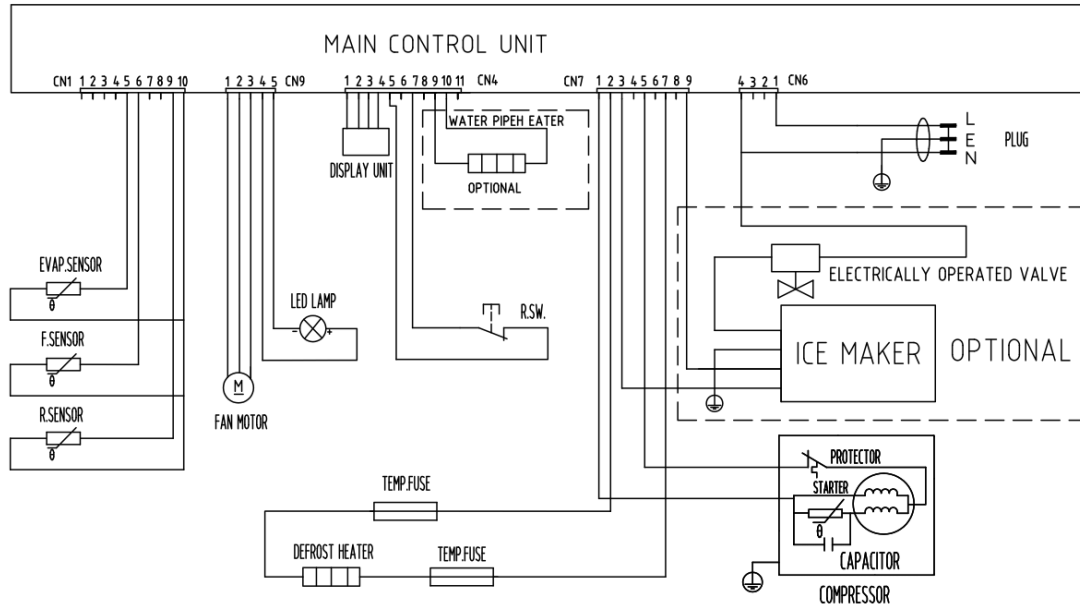 MAIN CONTROL UNIT
CN1 1 2 3 4 5 6 7 8 9 10
1 2 3 4 5 CN9
1 2 3 4 5 6 7 8 9 10 11 CN4
CN7 1 2 3 4 5 6 7 8 9
4 3 2 1 CN6
WATER PIPEH EATER
OPTIONAL
DISPLAY UNIT
L
E
N
PLUG
EVAP.SENSOR
θ
F.SENSOR
θ
R.SENSOR
θ
LED LAMP
- +
R.SW.
M
FAN MOTOR
ELECTRICALLY OPERATED VALVE
ICE MAKER
OPTIONAL
TEMP.FUSE
DEFROST HEATER
TEMP.FUSE
PROTECTOR
STARTER
θ
CAPACITOR
COMPRESSOR